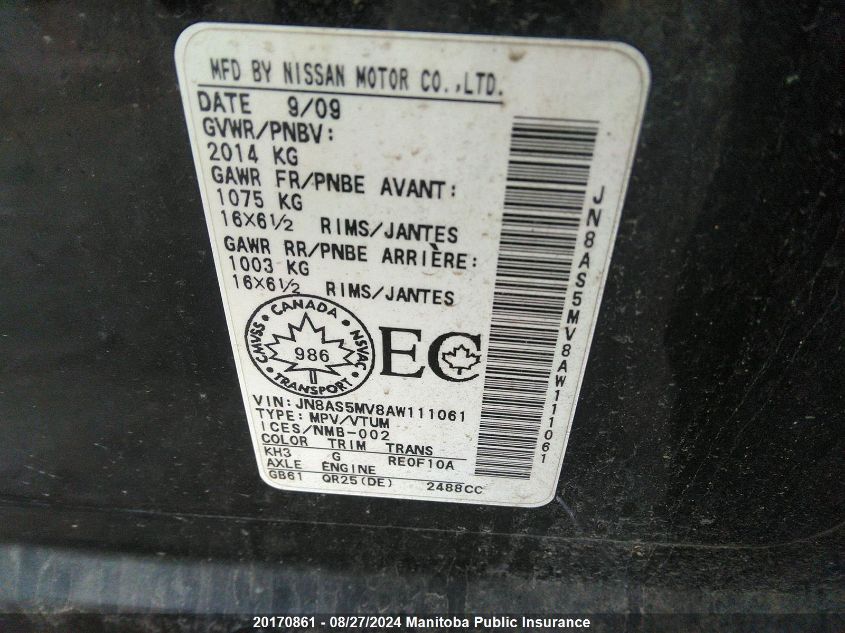 MFD BY NISSAN MOTOR CO.,LTD.
DATE 9/09
GVWR/PNBV:
2014 KG
GAWR FR/PNBE AVANT:
1075 KG
16X6½ RIMS/JANTES
GAWR RR/PNBE ARRIÈRE:
1003 KG
16X6½ RIMS/JANTES
CANADA
CMVSS NSVAC
986
TRANSPORT
EC
VIN: JN8AS5MV8AW111061
TYPE: MPV/VTUM
ICES/NMB-002
COLOR TRIM TRANS
KH3 G RE0F10A
AXLE ENGINE
GB61 QR25(DE) 2488CC
JN8AS5MV8AW111061
20170861 - 08/27/2024 Manitoba Public Insurance